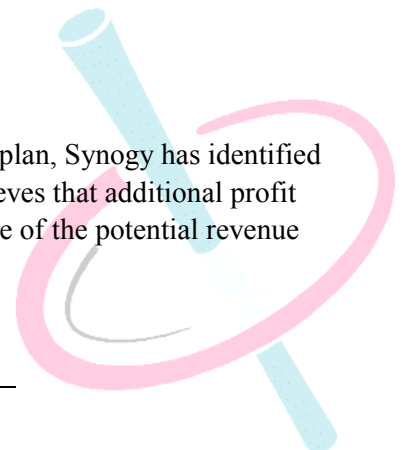 plan, Synogy has identified
eves that additional profit
e of the potential revenue